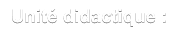 Unité didactique :